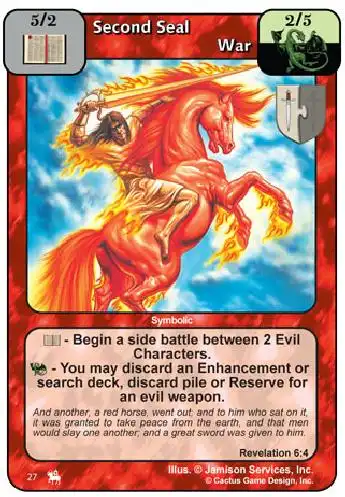 5/2
Second Seal
War
2/5
Symbolic
- Begin a side battle between 2 Evil
Characters.
- You may discard an Enhancement or
search deck, discard pile or Reserve for
an evil weapon.
And another, a red horse, went out; and to him who sat on it,
it was granted to take peace from the earth, and that men
would slay one another; and a great sword was given to him.
Revelation 6:4
Illus. © Jamison Services, Inc.
27
© Cactus Game Design, Inc.